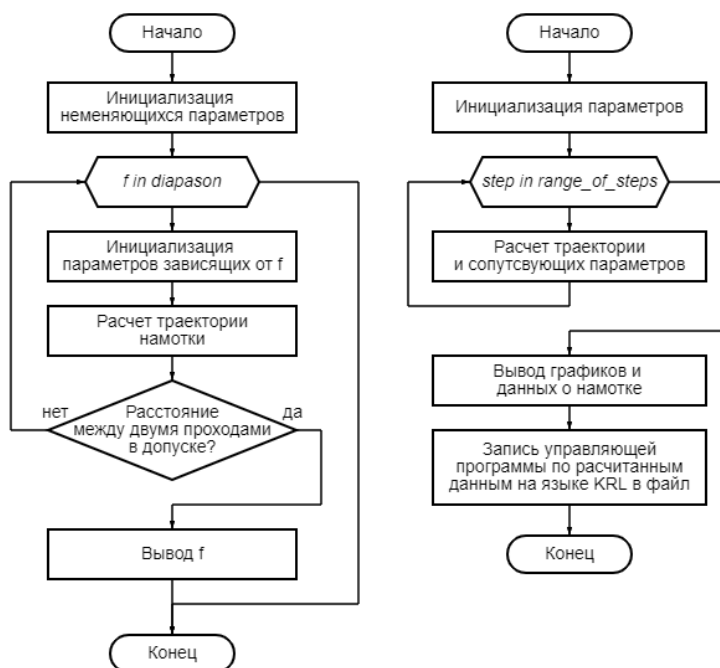 Начало
Инициализация
неменяющихся параметров
f in diapason
Инициализация
параметров зависящих от f
Расчет траектории
намотки
нет
Расстояние
между двумя проходами
в допуске?
да
Вывод f
Конец
Начало
Инициализация параметров
step in range_of_steps
Расчет траектории
и сопутсвующих параметров
Вывод графиков и
данных о намотке
Запись управляющей
программы по расчитанным
данным на языке KRL в файл
Конец